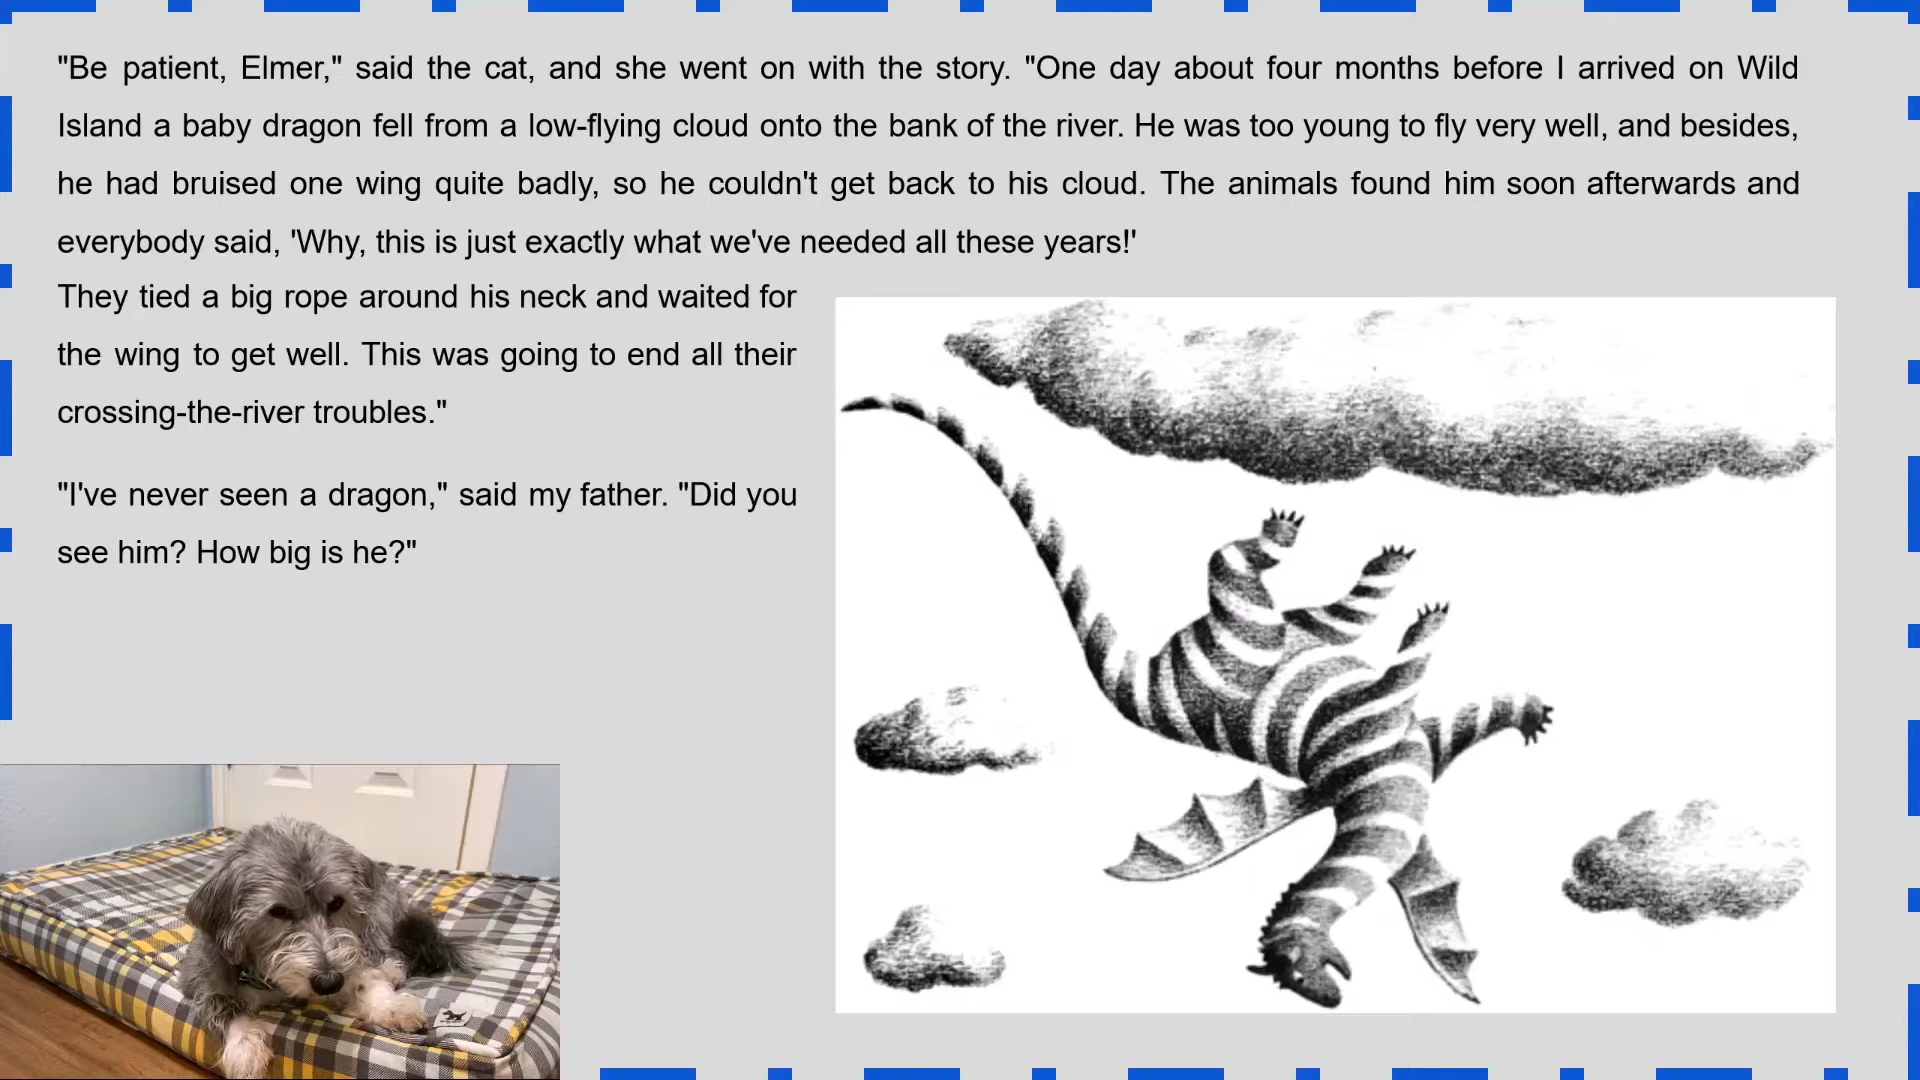 "Be patient, Elmer," said the cat, and she went on with the story. "One day about four months before I arrived on Wild
Island a baby dragon fell from a low-flying cloud onto the bank of the river. He was too young to fly very well, and besides,
he had bruised one wing quite badly, so he couldn't get back to his cloud. The animals found him soon afterwards and
everybody said, 'Why, this is just exactly what we've needed all these years!'
They tied a big rope around his neck and waited for
the wing to get well. This was going to end all their
crossing-the-river troubles."
"I've never seen a dragon," said my father. "Did you
see him? How big is he?"